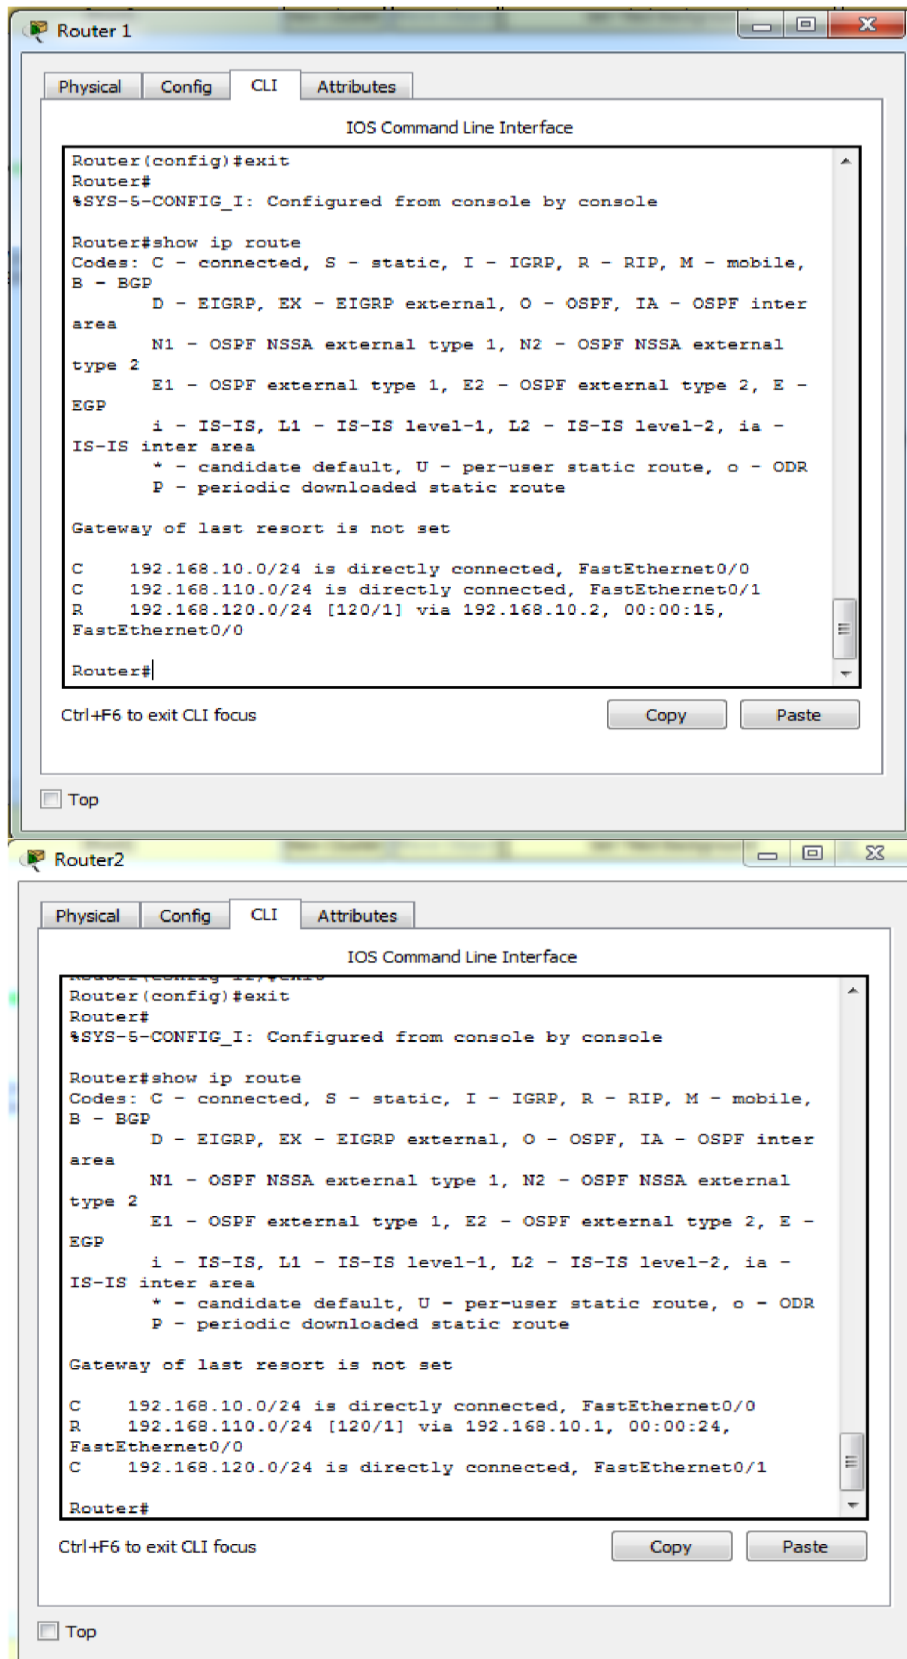 Router 1
Physical Config CLI Attributes
IOS Command Line Interface
Router(config)#exit
Router#
%SYS-5-CONFIG_I: Configured from console by console
Router#show ip route
Codes: C - connected, S - static, I - IGRP, R - RIP, M - mobile,
B - BGP
D - EIGRP, EX - EIGRP external, O - OSPF, IA - OSPF inter
area
N1 - OSPF NSSA external type 1, N2 - OSPF NSSA external
type 2
E1 - OSPF external type 1, E2 - OSPF external type 2, E -
EGP
i - IS-IS, L1 - IS-IS level-1, L2 - IS-IS level-2, ia -
IS-IS inter area
* - candidate default, U - per-user static route, o - ODR
P - periodic downloaded static route
Gateway of last resort is not set
C 192.168.10.0/24 is directly connected, FastEthernet0/0
C 192.168.110.0/24 is directly connected, FastEthernet0/1
R 192.168.120.0/24 [120/1] via 192.168.10.2, 00:00:15,
FastEthernet0/0
Router#
Ctrl+F6 to exit CLI focus
Copy Paste
Top
Router2
Physical Config CLI Attributes
IOS Command Line Interface
Router(config)#exit
Router#
%SYS-5-CONFIG_I: Configured from console by console
Router#show ip route
Codes: C - connected, S - static, I - IGRP, R - RIP, M - mobile,
B - BGP
D - EIGRP, EX - EIGRP external, O - OSPF, IA - OSPF inter
area
N1 - OSPF NSSA external type 1, N2 - OSPF NSSA external
type 2
E1 - OSPF external type 1, E2 - OSPF external type 2, E -
EGP
i - IS-IS, L1 - IS-IS level-1, L2 - IS-IS level-2, ia -
IS-IS inter area
* - candidate default, U - per-user static route, o - ODR
P - periodic downloaded static route
Gateway of last resort is not set
C 192.168.10.0/24 is directly connected, FastEthernet0/0
R 192.168.110.0/24 [120/1] via 192.168.10.1, 00:00:24,
FastEthernet0/0
C 192.168.120.0/24 is directly connected, FastEthernet0/1
Router#
Ctrl+F6 to exit CLI focus
Copy Paste
Top